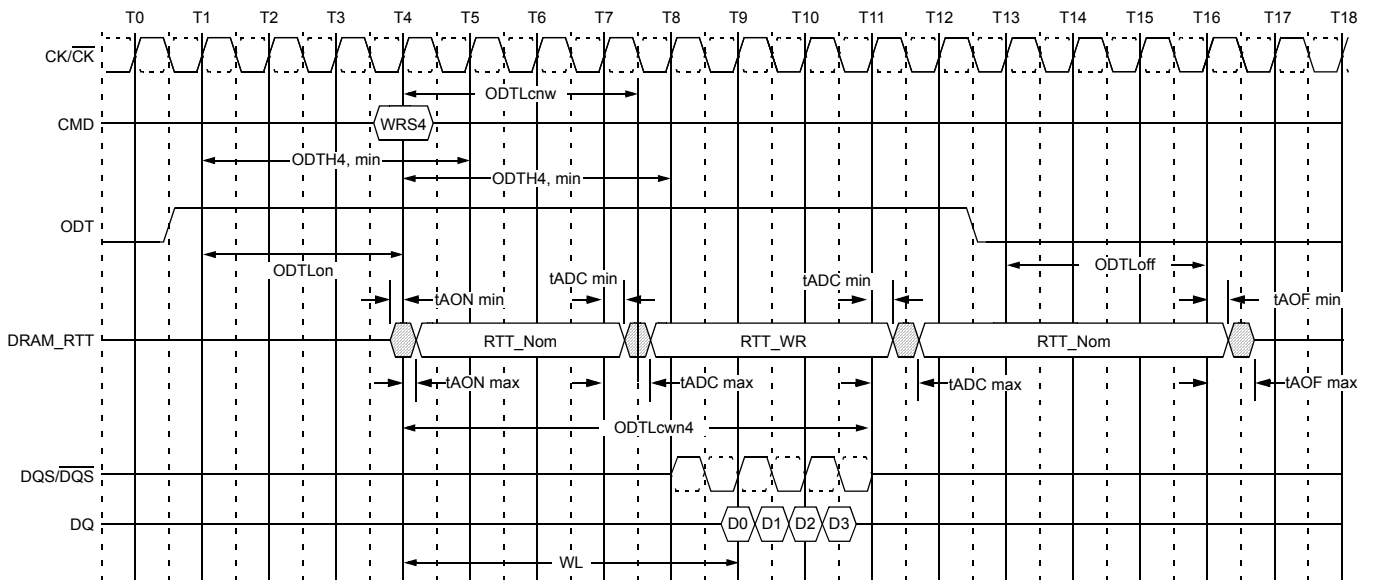 T0 T1 T2 T3 T4 T5 T6 T7 T8 T9 T10 T11 T12 T13 T14 T15 T16 T17 T18
CK/CK
ODTLcnw
CMD WRS4
ODTH4, min
ODTH4, min
ODT
ODTLon ODTLoff
tADC min tADC min
tAON min tAOF min
DRAM_RTT RTT_Nom RTT_WR RTT_Nom
tAON max tADC max tADC max tAOF max
ODTLcwn4
DQS/DQS
DQ D0 D1 D2 D3
WL